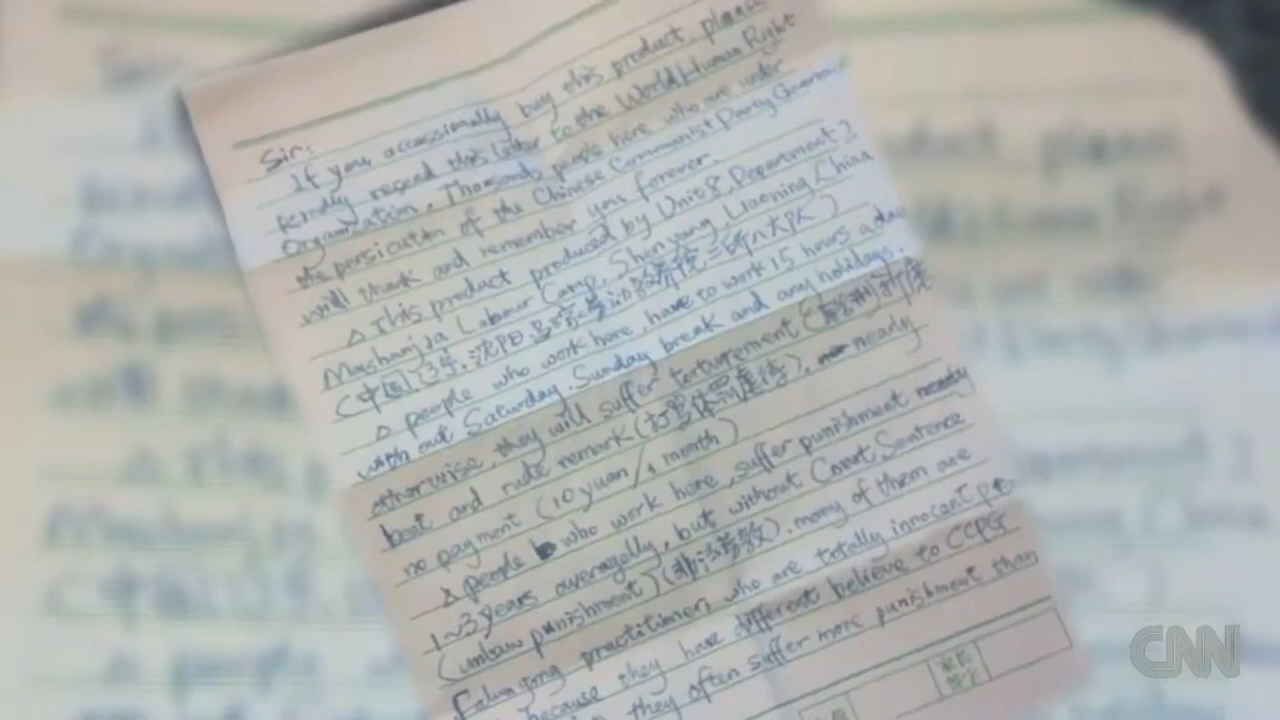 Sir:
If you occassionally buy this product, please
kindly resend this letter to the World Human Right
Organization. Thousands people here who are under
the persicution of the Chinese Communist Party Government
will thank and remember you forever.
△ This product produced by Unit 8, Department 2
Mashanjia Labour Camp, Shenyang, Liaoning, China
(中国, 辽宁, 沈阳, 马三家劳动教养院二所八大队)
△ people who work here, have to work 15 hours a day
with out Saturday, Sunday break and any holidays.
otherwise, they will suffer torturement
beat and rude remark (打骂体罚虐待), nearly
no payment (10 yuan/1 month)
△ people who work here, suffer punishment nearly
1~3 years averagelly, but without Court Sentence
(unlaw punishment) (非法劳教). many of them are
Falun gong practitioner, who are totally innocent
because they have different believe to CCPG
they often suffer more punishment than
CNN